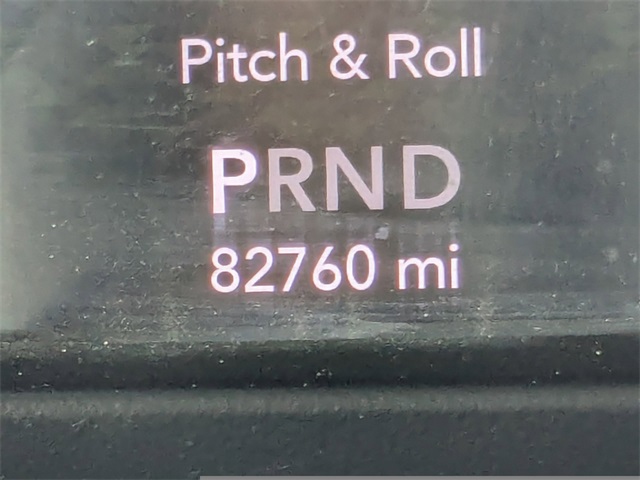 Pitch & Roll
PRND
82760 mi